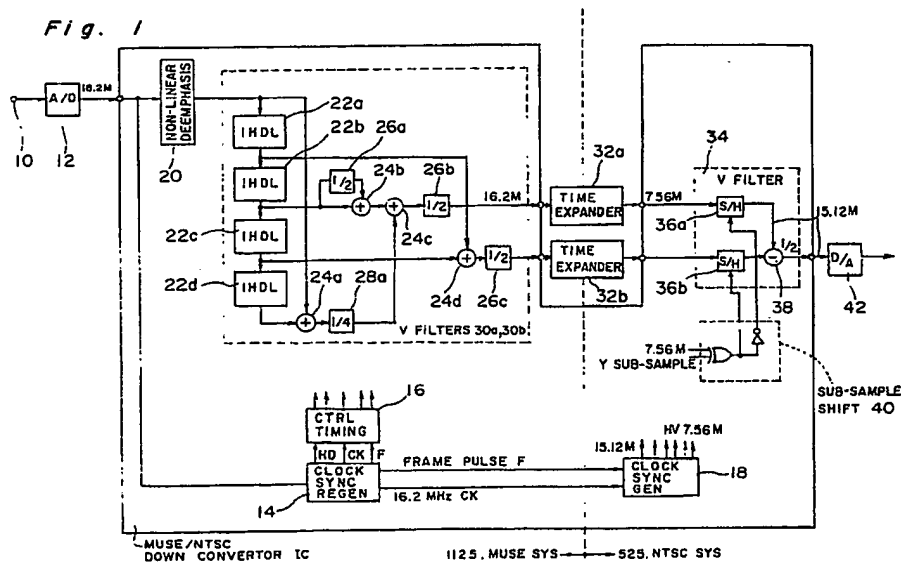 Fig. 1
A/D
16.2M
10
12
NON-LINEAR
DEEMPHASIS
20
1HDL
22a
1HDL
22b
1HDL
22c
1HDL
22d
1/2
26a
24b
24c
1/2
26b
16.2M
24d
1/2
26c
24a
1/4
28a
V FILTERS 30a,30b
32a
TIME
EXPANDER
7.56M
TIME
EXPANDER
32b
34
V FILTER
S/H
36a
15.12M
S/H
36b
1/2
38
15.12M
D/A
42
7.56M
Y SUB-SAMPLE
SUB-SAMPLE
SHIFT 40
16
CTRL
TIMING
HD CK F
CLOCK
SYNC
REGEN
14
FRAME PULSE F
16.2 MHz CK
15.12M
HV 7.56M
CLOCK
SYNC
GEN
18
MUSE/NTSC
DOWN CONVERTOR IC
1125, MUSE SYS
525, NTSC SYS